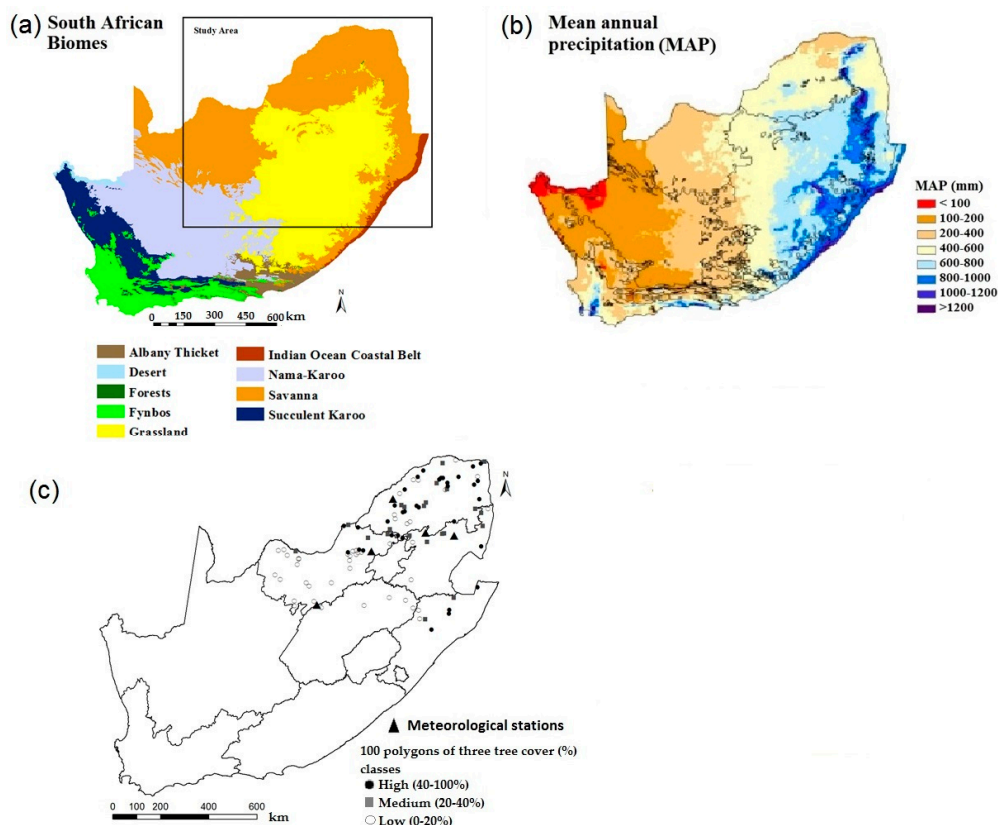 (a) South African
Biomes
Study Area
N
0 150 300 450 600 km
Albany Thicket
Desert
Forests
Fynbos
Grassland
Indian Ocean Coastal Belt
Nama-Karoo
Savanna
Succulent Karoo
(b) Mean annual
precipitation (MAP)
MAP (mm)
< 100
100-200
200-400
400-600
600-800
800-1000
1000-1200
>1200
N
(c)
N
Meteorological stations
100 polygons of three tree cover (%)
classes
High (40-100%)
Medium (20-40%)
Low (0-20%)
0 100 200 400 600
km